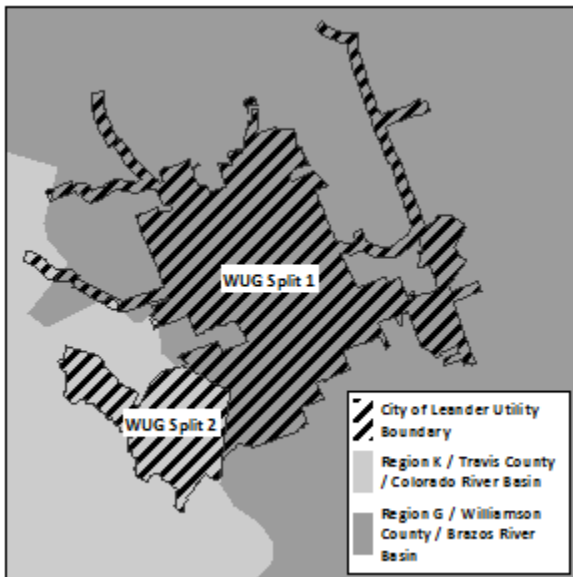 WUG Split 1
WUG Split 2
City of Leander Utility
Boundary
Region K / Travis County
/ Colorado River Basin
Region G / Williamson
County / Brazos River
Basin